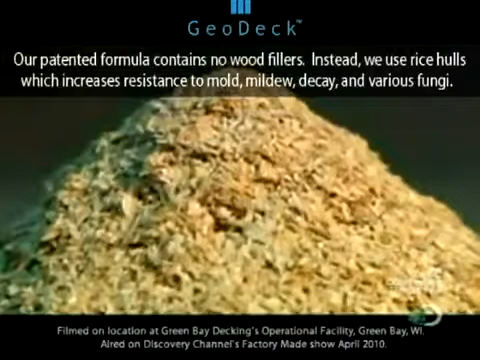 GeoDeck™
Our patented formula contains no wood fillers. Instead, we use rice hulls
which increases resistance to mold, mildew, decay, and various fungi.
Filmed on location at Green Bay Decking's Operational Facility, Green Bay, WI.
Aired on Discovery Channel's Factory Made show April 2010.